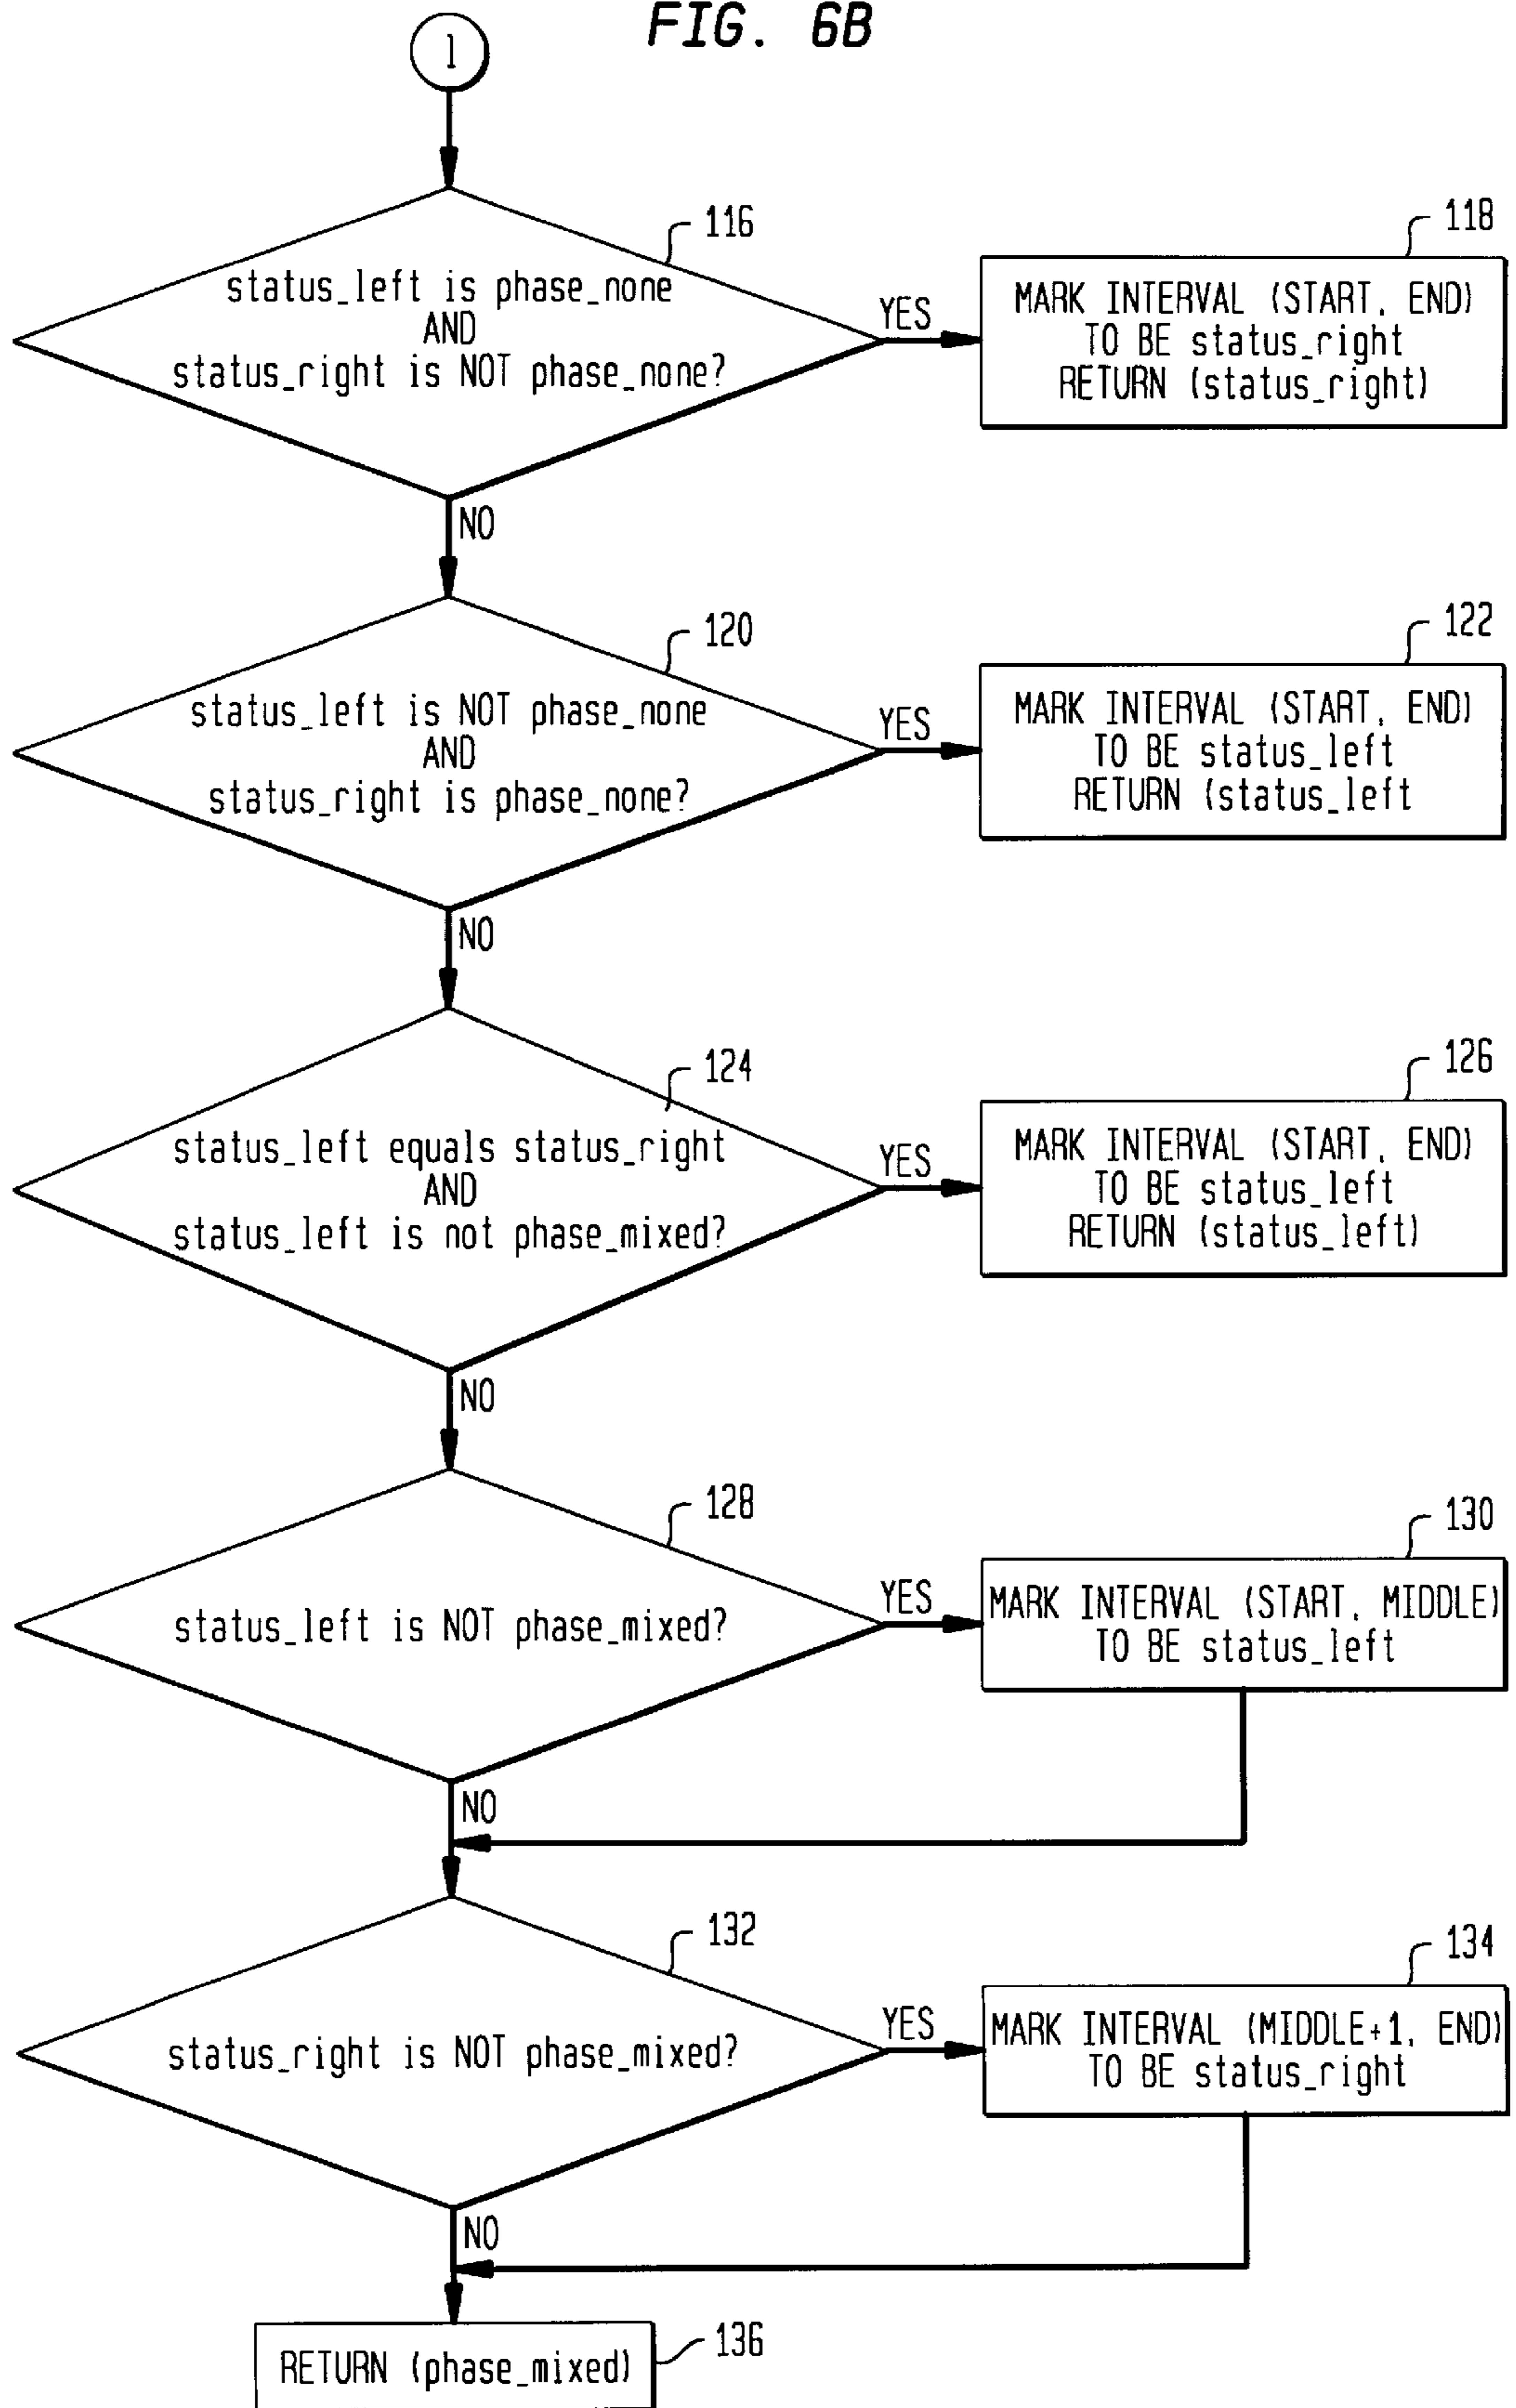 FIG. 6B
1
116
status_left is phase_none
AND
status_right is NOT phase_none?
YES
118
MARK INTERVAL (START, END)
TO BE status_right
RETURN (status_right)
NO
120
status_left is NOT phase_none
AND
status_right is phase_none?
YES
122
MARK INTERVAL (START, END)
TO BE status_left
RETURN (status_left
NO
124
status_left equals status_right
AND
status_left is not phase_mixed?
YES
126
MARK INTERVAL (START, END)
TO BE status_left
RETURN (status_left)
NO
128
status_left is NOT phase_mixed?
YES
130
MARK INTERVAL (START, MIDDLE)
TO BE status_left
NO
132
status_right is NOT phase_mixed?
YES
134
MARK INTERVAL (MIDDLE+1, END)
TO BE status_right
NO
RETURN (phase_mixed)
136